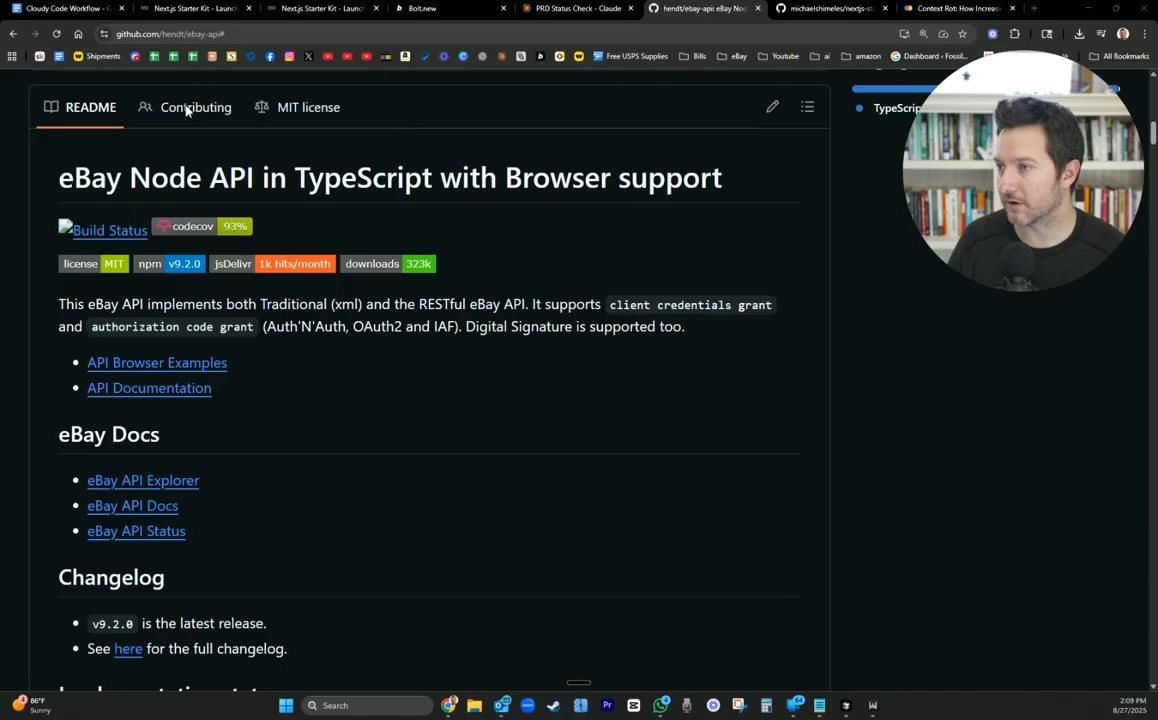 Cloudy Code Workflow - G
Next.js Starter Kit - Launch
Next.js Starter Kit - Launch
Bolt.new
PRD Status Check - Claude
hendt/ebay-api: eBay Nod
michaelshimeles/nextjs-sta
Context Rot: How Increasi
github.com/hendt/ebay-api#
Shipments
Free USPS Supplies
Bills
eBay
Youtube
ai
amazon
Dashboard ‹ Fossil
All Bookmarks
README
Contributing
MIT license
TypeScrip
eBay Node API in TypeScript with Browser support
Build Status
codecov 93%
license MIT
npm v9.2.0
jsDelivr 1k hits/month
downloads 323k
This eBay API implements both Traditional (xml) and the RESTful eBay API. It supports client credentials grant
and authorization code grant (Auth'N'Auth, OAuth2 and IAF). Digital Signature is supported too.
API Browser Examples
API Documentation
eBay Docs
eBay API Explorer
eBay API Docs
eBay API Status
Changelog
v9.2.0 is the latest release.
See here for the full changelog.
86°F
Sunny
Search
2:09 PM
8/27/2025